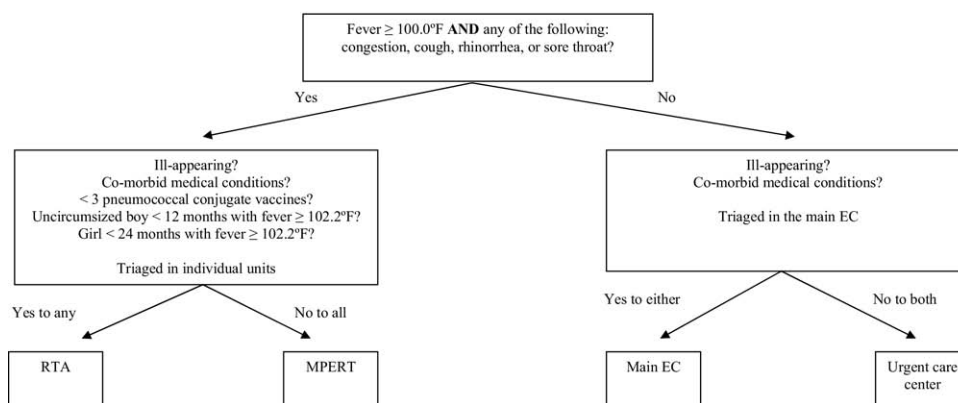 Fever ≥ 100.0ºF AND any of the following:
congestion, cough, rhinorrhea, or sore throat?
Yes
No
Ill-appearing?
Co-morbid medical conditions?
< 3 pneumococcal conjugate vaccines?
Uncircumsized boy < 12 months with fever ≥ 102.2ºF?
Girl < 24 months with fever ≥ 102.2ºF?
Triaged in individual units
Ill-appearing?
Co-morbid medical conditions?
Triaged in the main EC
Yes to any
No to all
Yes to either
No to both
RTA
MPERT
Main EC
Urgent care
center